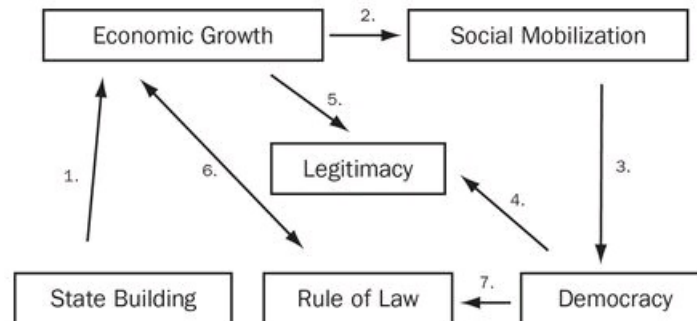 2.
Economic Growth
Social Mobilization
5.
1.
6.
Legitimacy
3.
4.
7.
State Building
Rule of Law
Democracy